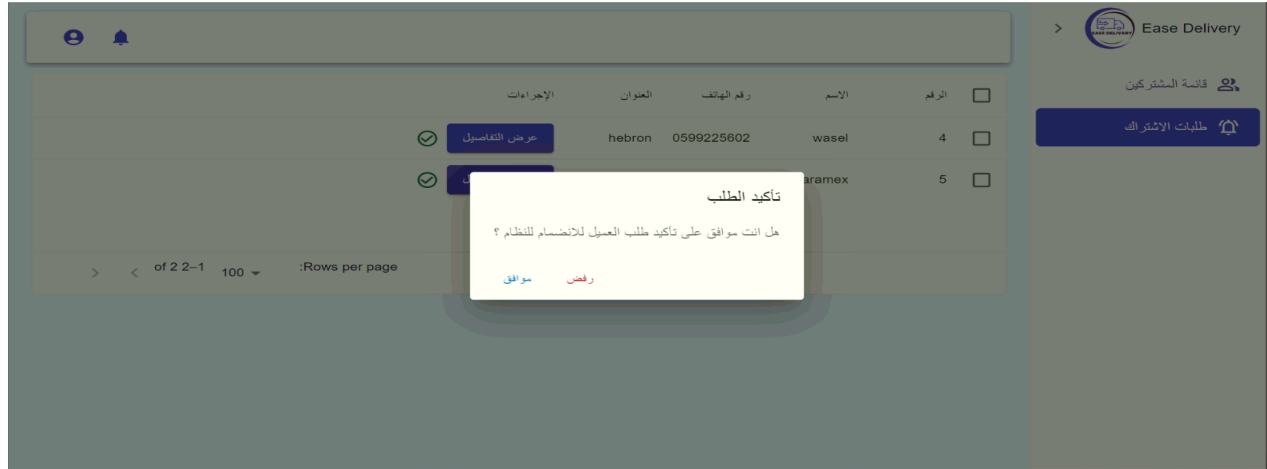 Ease Delivery
EASE DELIVERY
قائمة المشتركين
طلبات الاشتراك
الرقم الاسم رقم الهاتف العنوان الإجراءات
4 wasel 0599225602 hebron عرض التفاصيل
5 aramex
تأكيد الطلب
هل انت موافق على تأكيد طلب العميل للانضمام للنظام ؟
رفض موافق
Rows per page: 100 1–2 of 2